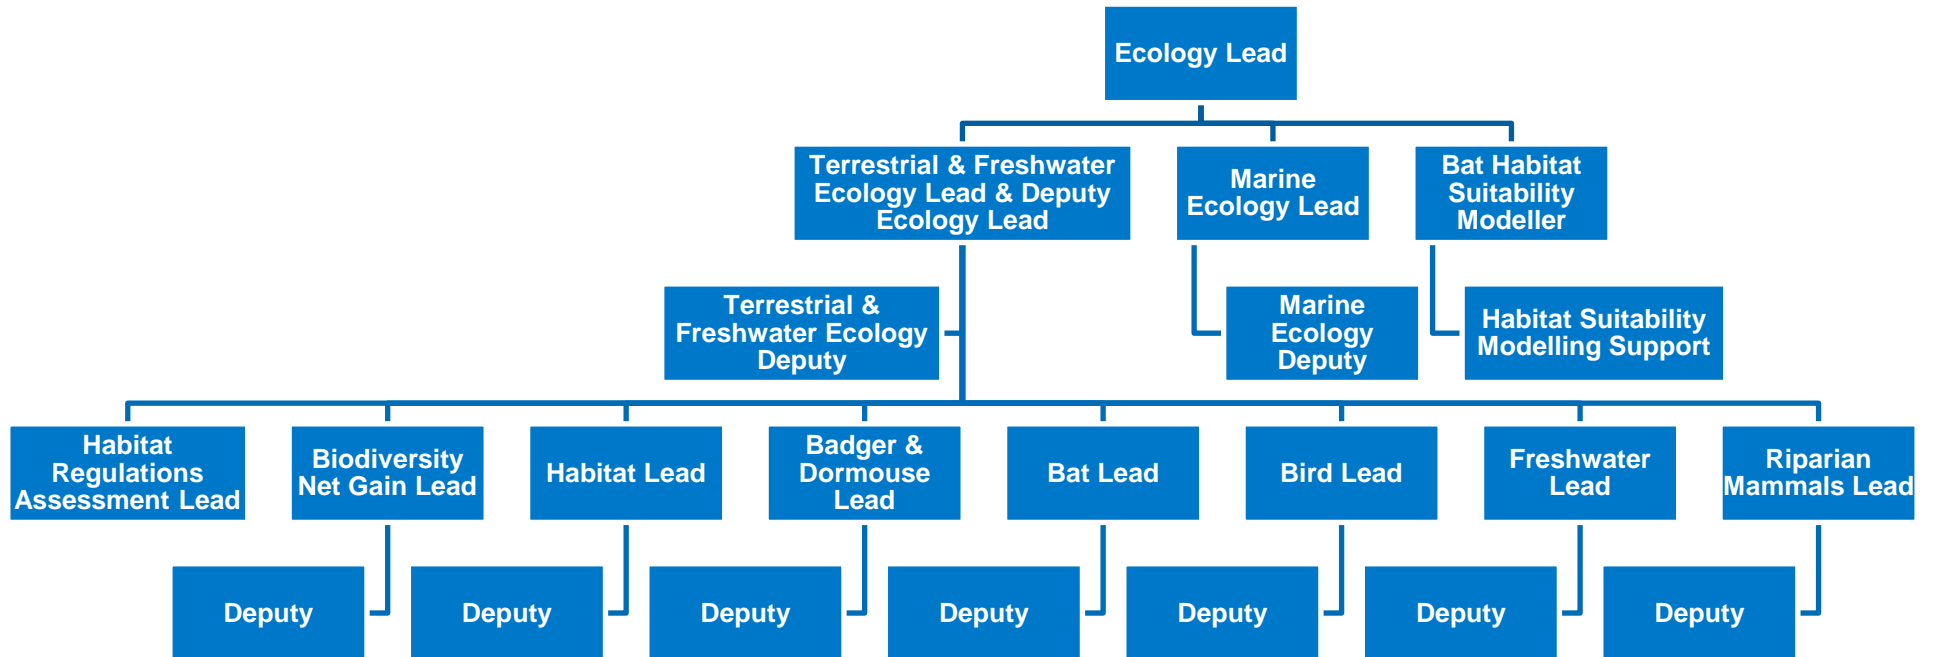 Ecology Lead
Terrestrial & Freshwater
Ecology Lead & Deputy
Ecology Lead
Marine
Ecology Lead
Bat Habitat
Suitability
Modeller
Terrestrial &
Freshwater Ecology
Deputy
Marine
Ecology
Deputy
Habitat Suitability
Modelling Support
Habitat
Regulations
Assessment Lead
Biodiversity
Net Gain Lead
Habitat Lead
Badger &
Dormouse
Lead
Bat Lead
Bird Lead
Freshwater
Lead
Riparian
Mammals Lead
Deputy
Deputy
Deputy
Deputy
Deputy
Deputy
Deputy